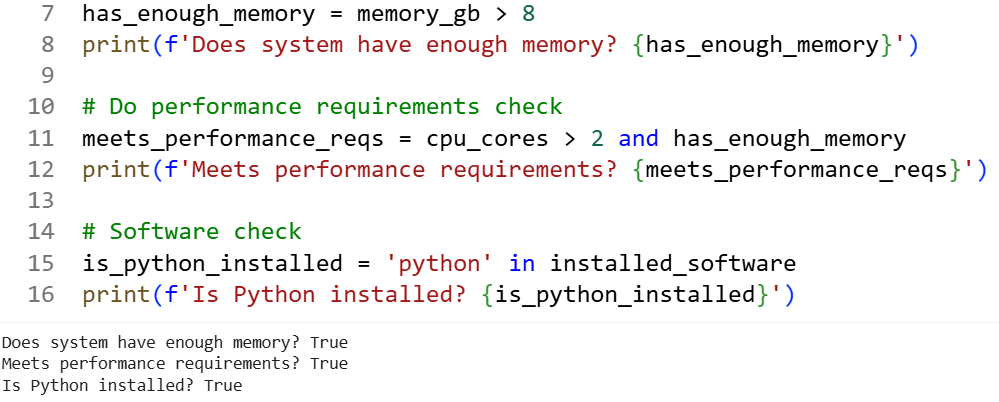 7 has_enough_memory = memory_gb > 8
8 print(f'Does system have enough memory? {has_enough_memory}')
9
10 # Do performance requirements check
11 meets_performance_reqs = cpu_cores > 2 and has_enough_memory
12 print(f'Meets performance requirements? {meets_performance_reqs}')
13
14 # Software check
15 is_python_installed = 'python' in installed_software
16 print(f'Is Python installed? {is_python_installed}')
Does system have enough memory? True
Meets performance requirements? True
Is Python installed? True